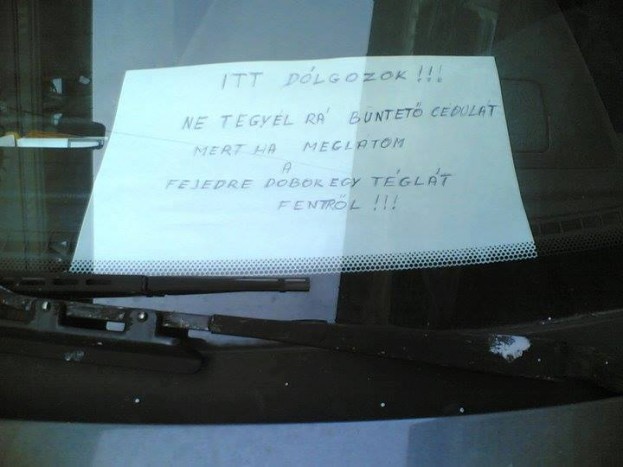 ITT DÓLGOZOK!!!
NE TEGYÉL RÁ BÜNTETŐ CÉDULÁT
MERT HA MEGLÁTOM
A
FEJEDRE DOBOK EGY TÉGLÁT
FENTRŐL!!!